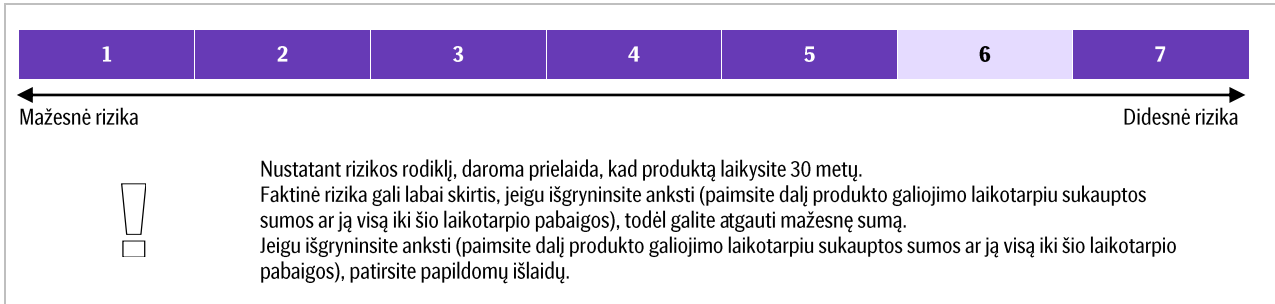 1 2 3 4 5 6 7
Mažesnė rizika Didesnė rizika
Nustatant rizikos rodiklį, daroma prielaida, kad produktą laikysite 30 metų.
Faktinė rizika gali labai skirtis, jeigu išgryninsite anksti (paimsite dalį produkto galiojimo laikotarpiu sukauptos
sumos ar ją visą iki šio laikotarpio pabaigos), todėl galite atgauti mažesnę sumą.
Jeigu išgryninsite anksti (paimsite dalį produkto galiojimo laikotarpiu sukauptos sumos ar ją visą iki šio laikotarpio
pabaigos), patirsite papildomų išlaidų.